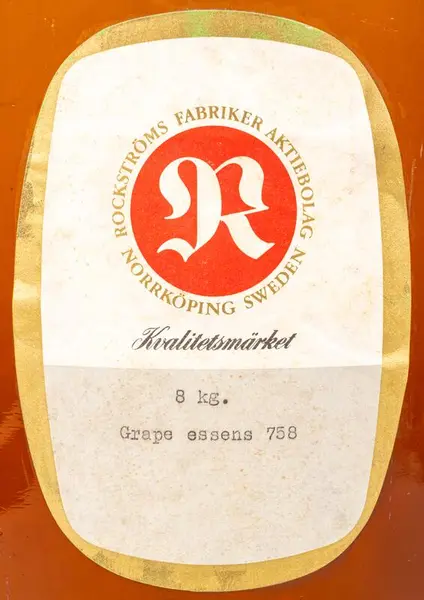 ROCKSTRÖMS FABRIKER AKTIEBOLAG
R
NORRKÖPING SWEDEN
Kvalitetsmärket
8 kg.
Grape essens 758